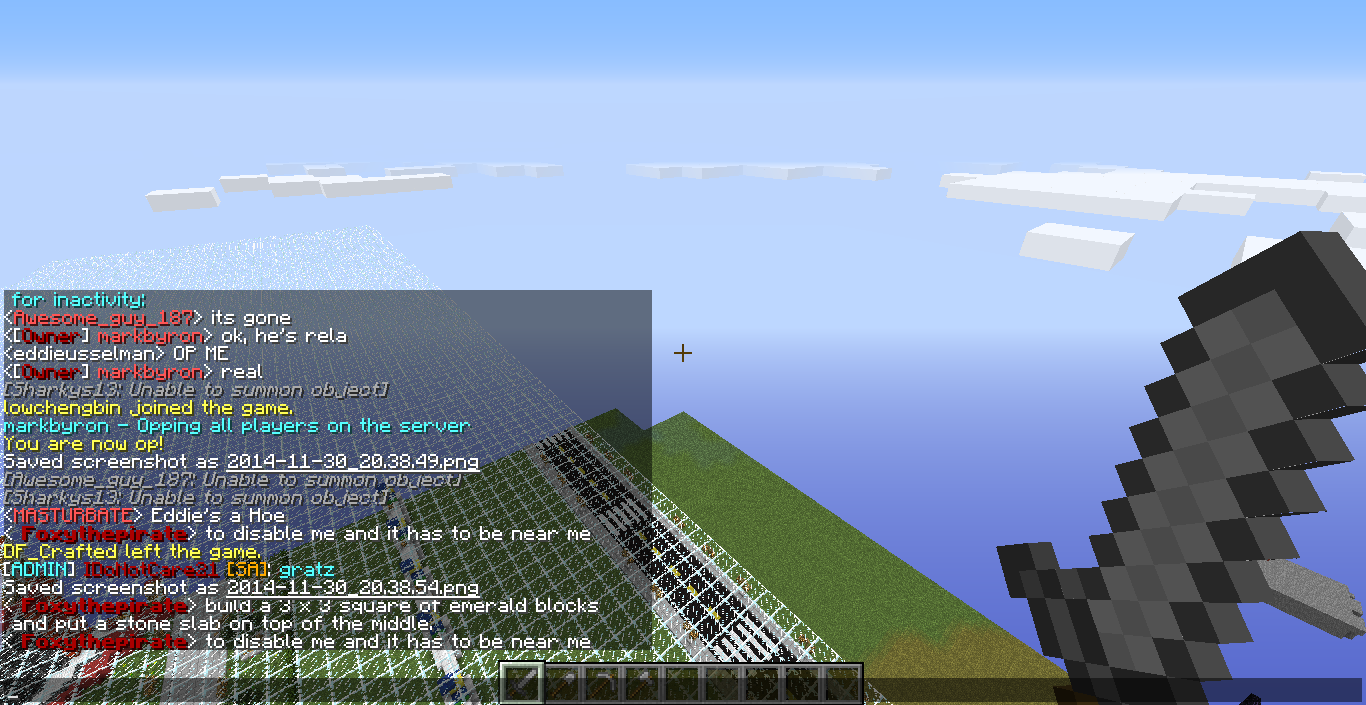 for inactivity:
<Awesome_guy_187> its gone
<[Owner] markbyron> ok, he's rela
<eddieusselman> OP ME
<[Owner] markbyron> real
[Sharkys13: Unable to summon object]
lowchengbin joined the game.
markbyron - Opping all players on the server
You are now op!
Saved screenshot as 2014-11-30_20.38.49.png
[Awesome_guy_187: Unable to summon object]
[Sharkys13: Unable to summon object]
<MASTURBATE> Eddie's a Hoe
< Foxythepirate> to disable me and it has to be near me
DF_Crafted left the game.
[ADMIN] IDoNotCare21 [SA]: gratz
Saved screenshot as 2014-11-30_20.38.54.png
< Foxythepirate> build a 3 x 3 square of emerald blocks
and put a stone slab on top of the middle.
< Foxythepirate> to disable me and it has to be near me